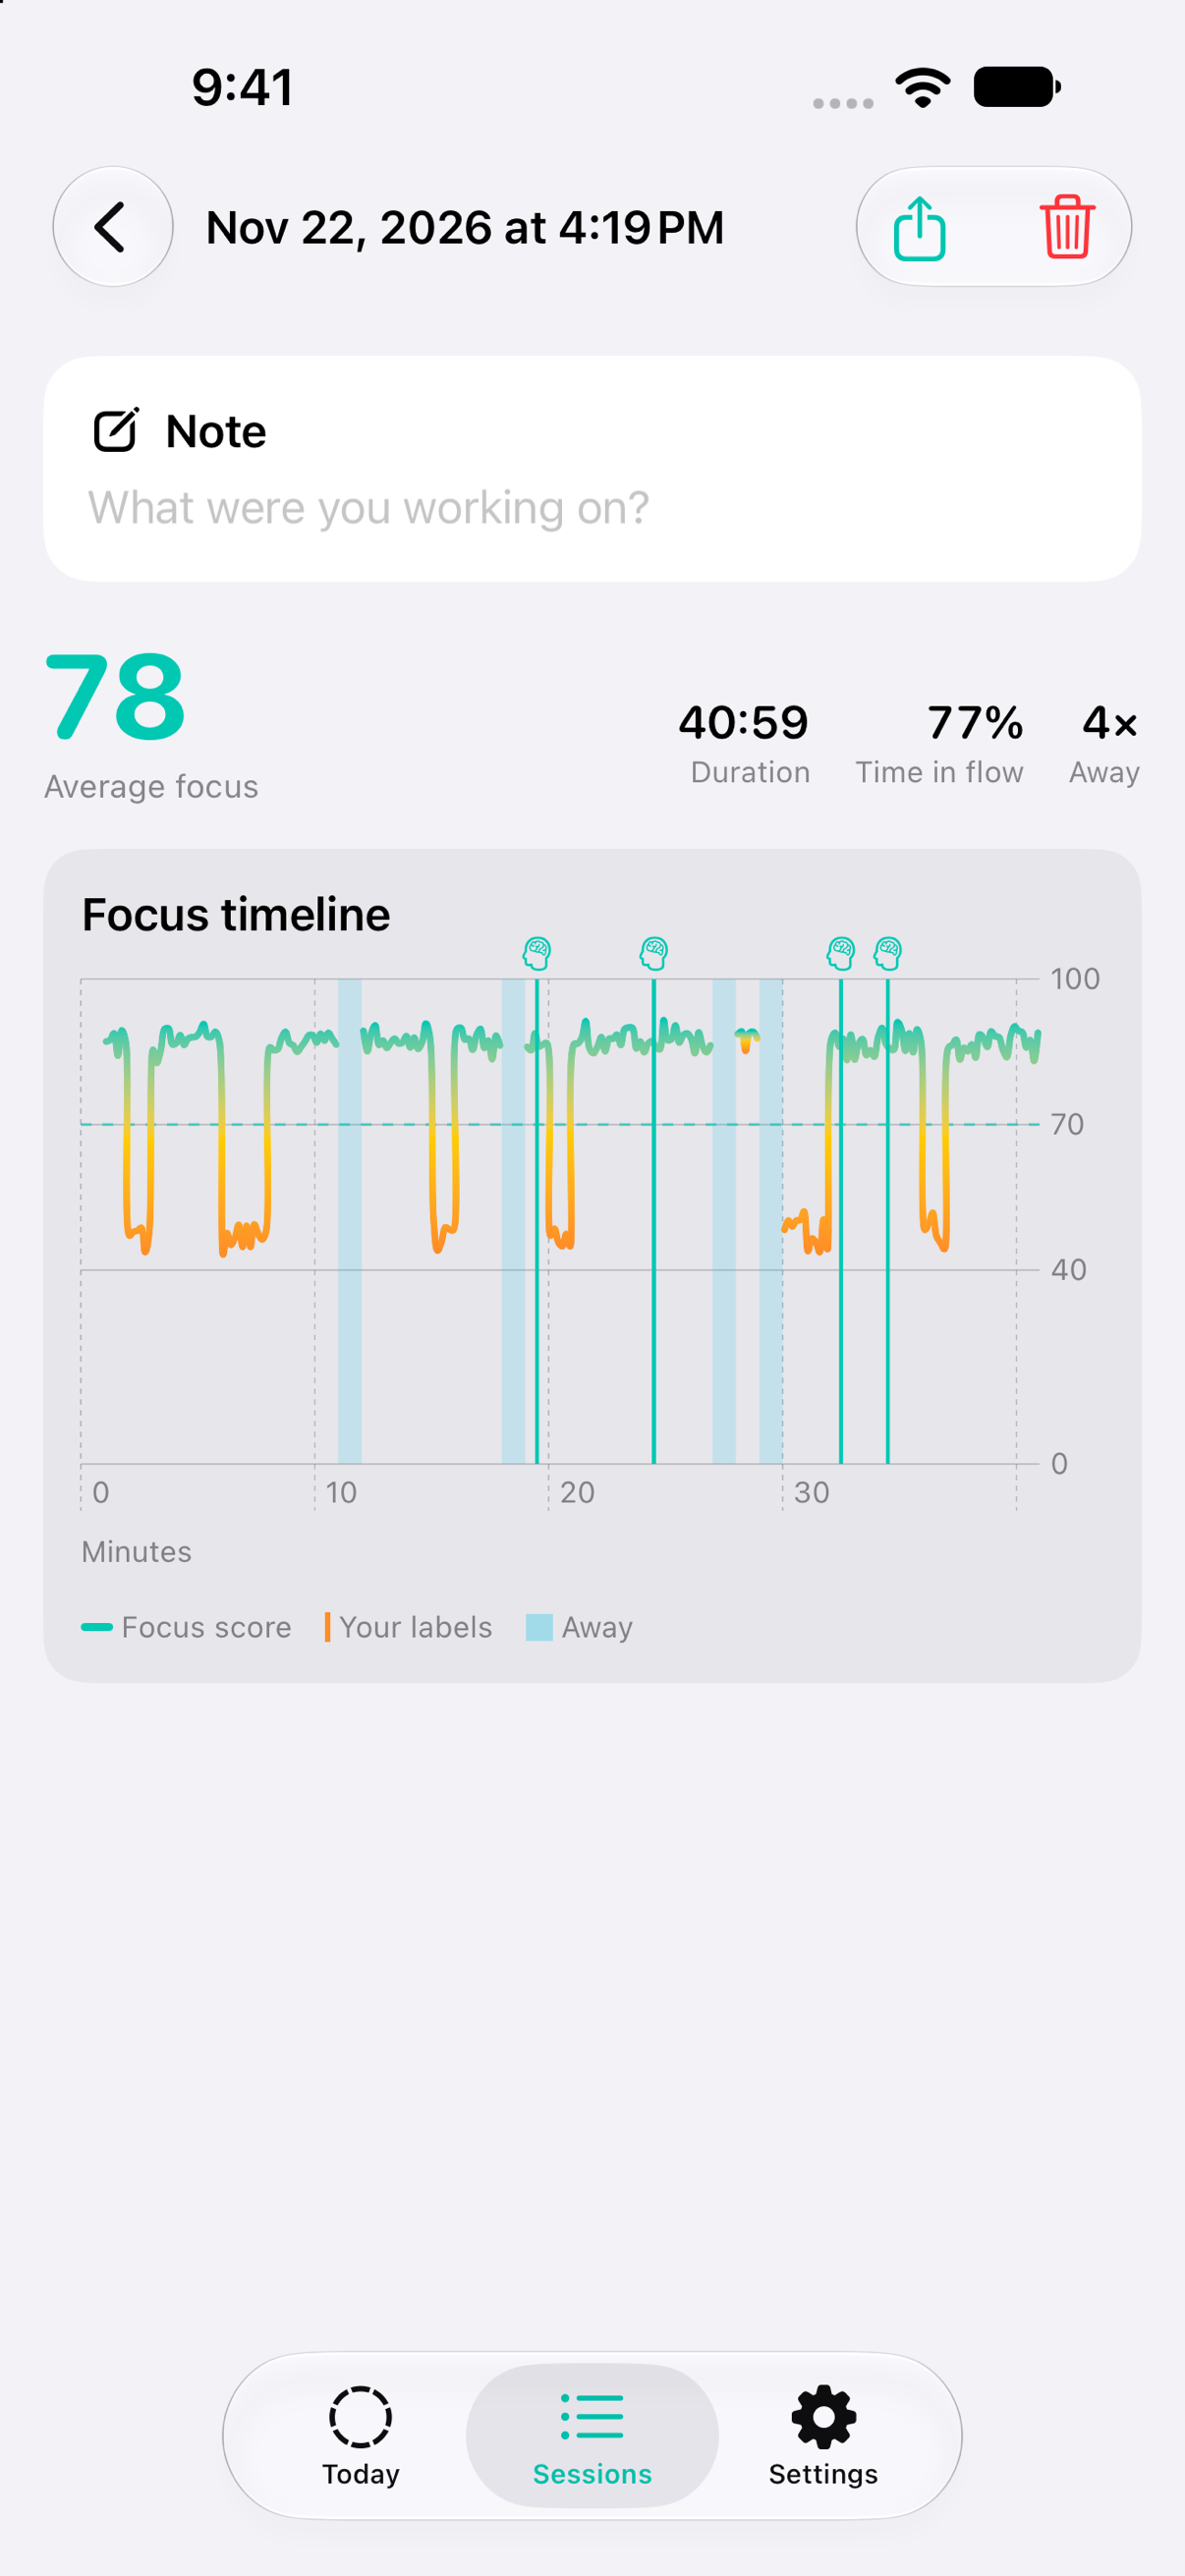 9:41
Nov 22, 2026 at 4:19 PM
Note
What were you working on?
78
Average focus
40:59
Duration
77%
Time in flow
4×
Away
Focus timeline
100
70
40
0
0 10 20 30
Minutes
Focus score Your labels Away
Today Sessions Settings